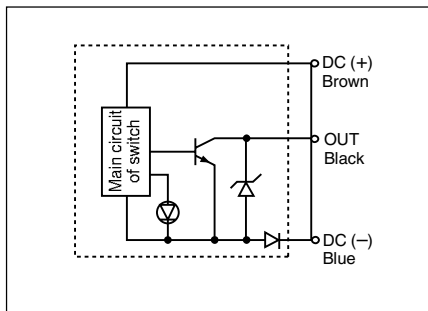 DC (+)
Brown
Main circuit
of switch
OUT
Black
DC (–)
Blue